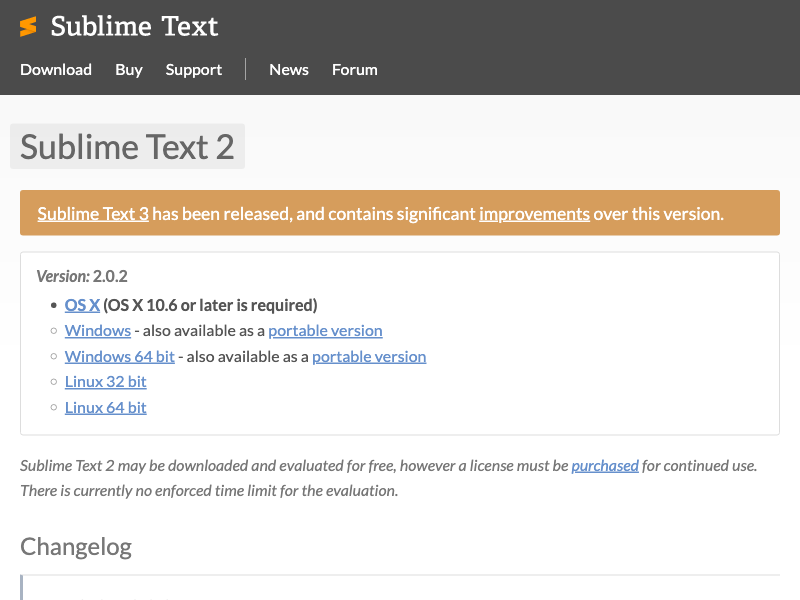 Sublime Text
Download Buy Support News Forum
Sublime Text 2
Sublime Text 3 has been released, and contains significant improvements over this version.
Version: 2.0.2
OS X (OS X 10.6 or later is required)
Windows - also available as a portable version
Windows 64 bit - also available as a portable version
Linux 32 bit
Linux 64 bit
Sublime Text 2 may be downloaded and evaluated for free, however a license must be purchased for continued use.
There is currently no enforced time limit for the evaluation.
Changelog